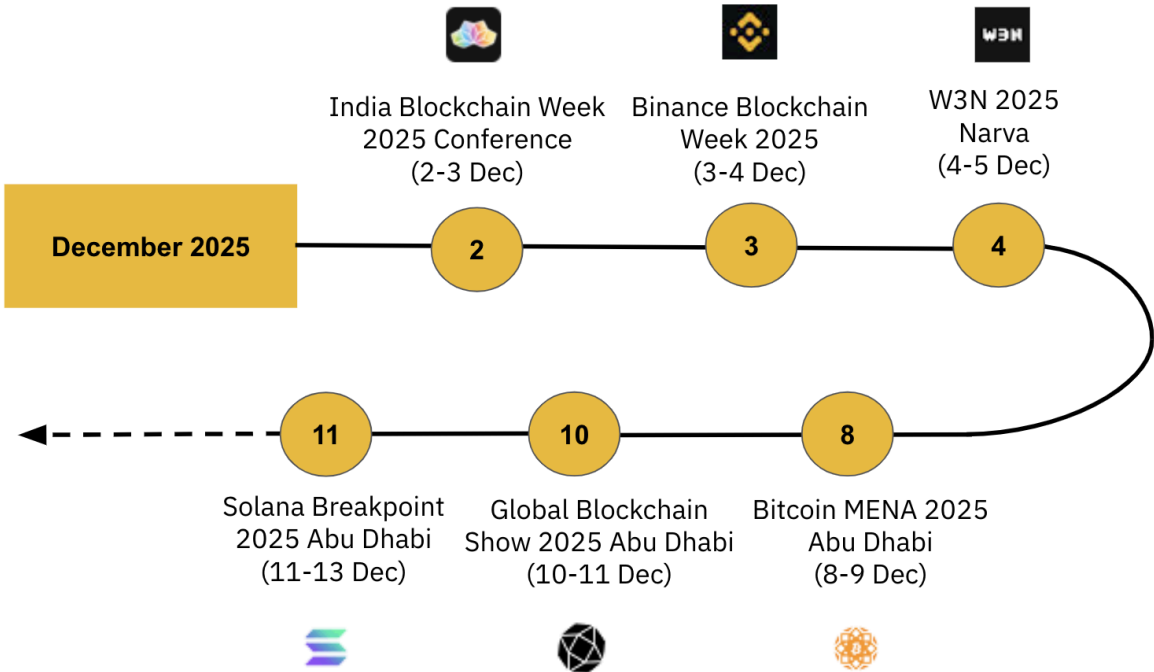 W3N
India Blockchain Week
2025 Conference
(2-3 Dec)
Binance Blockchain
Week 2025
(3-4 Dec)
W3N 2025
Narva
(4-5 Dec)
December 2025
2
3
4
11
10
8
Solana Breakpoint
2025 Abu Dhabi
(11-13 Dec)
Global Blockchain
Show 2025 Abu Dhabi
(10-11 Dec)
Bitcoin MENA 2025
Abu Dhabi
(8-9 Dec)